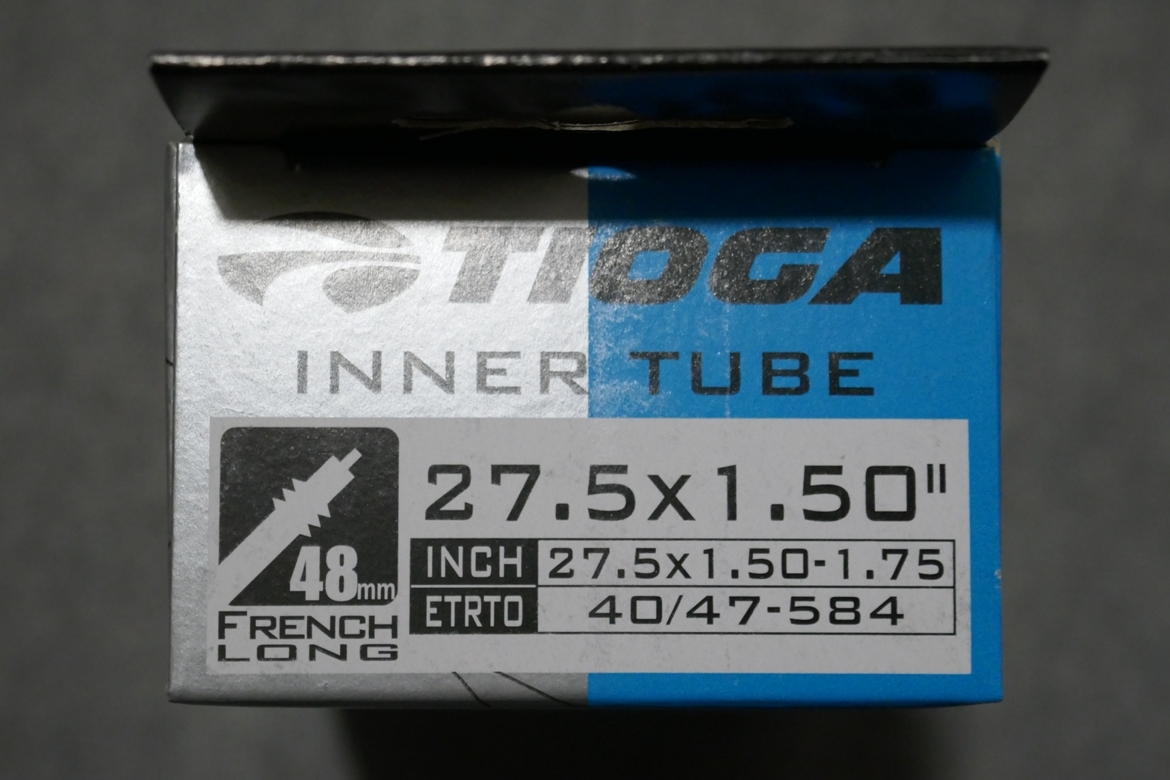 TIOGA
INNER TUBE
27.5x1.50"
INCH 27.5x1.50-1.75
ETRTO 40/47-584
48mm
FRENCH
LONG